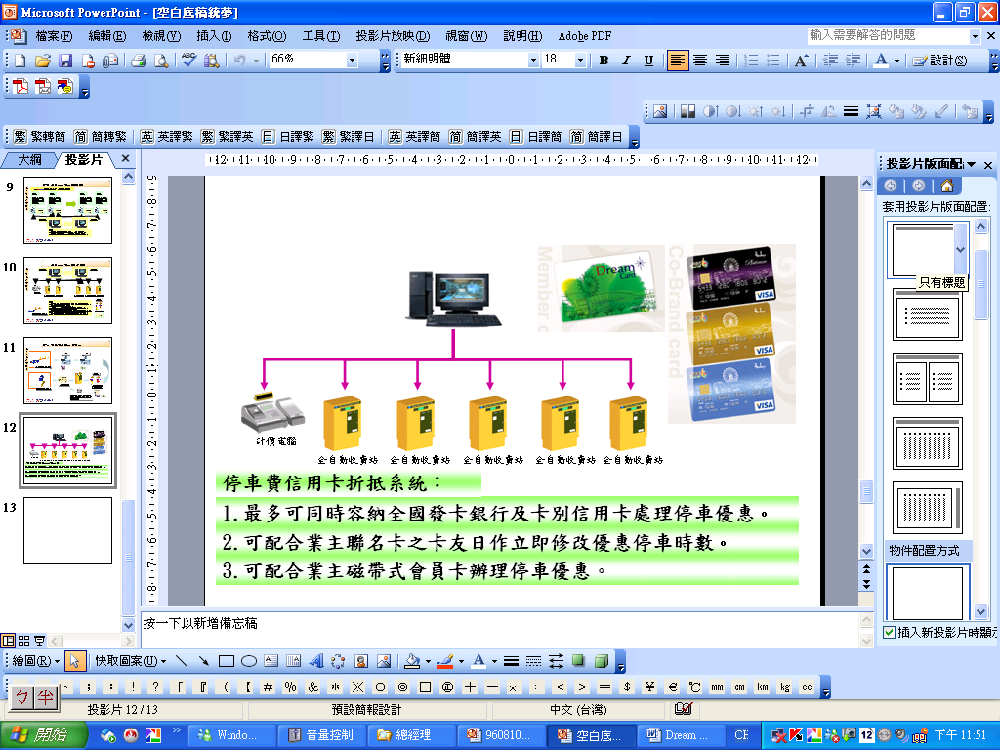 Microsoft PowerPoint - [空白底稿統夢]
檔案(F) 編輯(E) 檢視(V) 插入(I) 格式(O) 工具(T) 投影片放映(D) 視窗(W) 說明(H) Adobe PDF 輸入需要解答的問題
66% 新細明體 18 B I U 設計(S)
繁轉簡 簡轉繁 英譯繁 繁譯英 日譯繁 繁譯日 英譯簡 簡譯英 日譯簡 簡譯日
大綱 投影片
投影片版面配
套用投影片版面配置:
只有標題
物件配置方式
插入新投影片時顯示
9
10
11
12
13
Member c
Dream Card
Co-Brand card
Platinum
VISA
VISA
VISA
計價電腦
全自動收費站 全自動收費站 全自動收費站 全自動收費站 全自動收費站
停車費信用卡折抵系統：
1.最多可同時容納全國發卡銀行及卡別信用卡處理停車優惠。
2.可配合業主聯名卡之卡友日作立即修改優惠停車時數。
3.可配合業主磁帶式會員卡辦理停車優惠。
按一下以新增備忘稿
繪圖(R) 快取圖案(U)
、 ; : ! ? 「 『 ( 【 # % & * ※ ○ ◎ □ ㊣ + - × ÷ < > = $ ¥ € ℃ mm cm km kg cc
ㄅ 半
投影片 12 / 13 預設簡報設計 中文 (台灣)
開始 Windo... 音量控制 總經理 960810... 空白底... Dream ... CH 12 下午 11:51